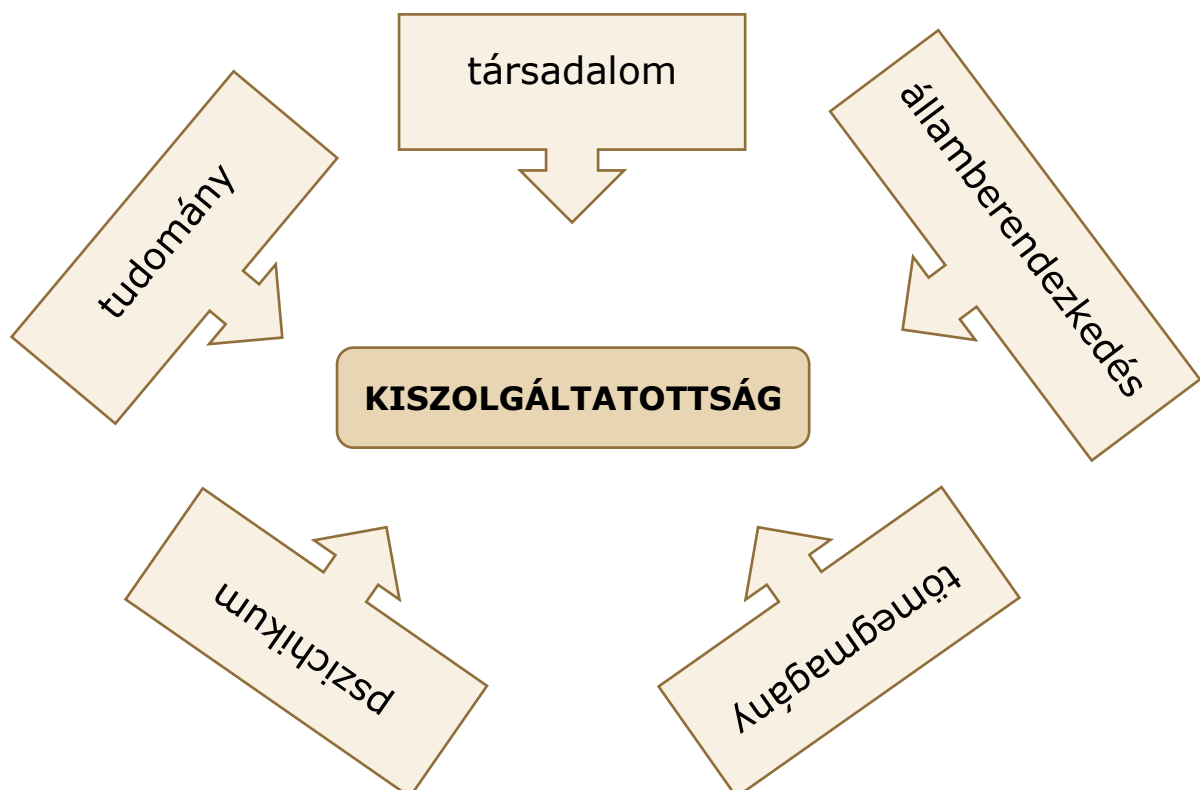 társadalom
államberendezkedés
tudomány
KISZOLGÁLTATOTTSÁG
pszichikum
tömegmagány